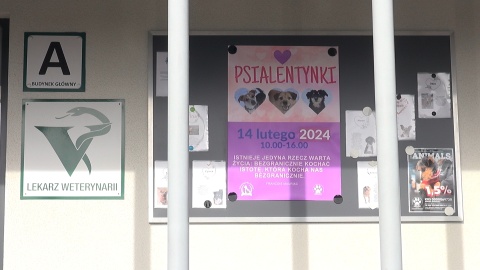 A
BUDYNEK GŁÓWNY
LEKARZ WETERYNARII
PSIALENTYNKI
14 lutego 2024
10.00-16.00
ISTNIEJE JEDYNA RZECZ WARTA
ŻYCIA: BEZGRANICZNIE KOCHAĆ
ISTOTĘ, KTÓRA KOCHA NAS
BEZGRANICZNIE.
ANIMALS
1,5%